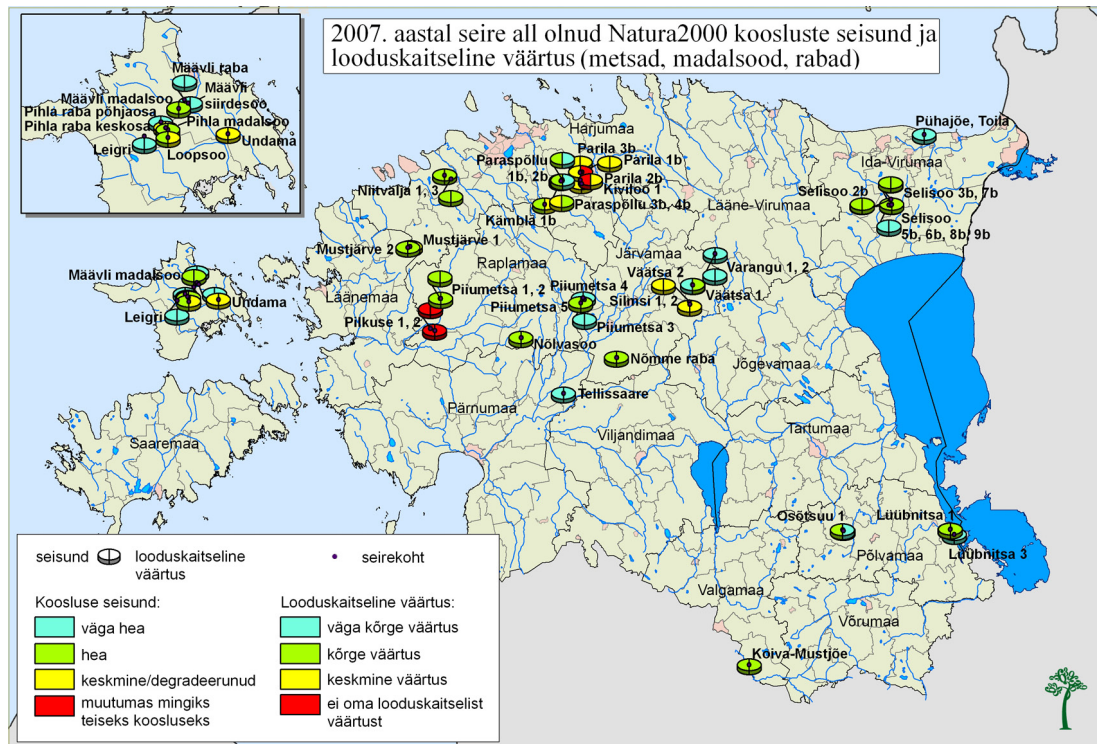 2007. aastal seire all olnud Natura2000 koosluste seisund ja
looduskaitseline väärtus (metsad, madalsood, rabad)
Määvli raba
Määvli
siirdesoo
Määvli madalsoo
Pihla raba põhjaosa
Pihla madalsoo
Pihla raba keskosa
Undama
Leigri
Loopsoo
Pühajõe, Toila
Harjumaa
Ida-Virumaa
Parila 3b
Paraspõllu
1b, 2b
Parila 1b
Parila 2b
Kiviloo 1
Niitvälja 1, 3
Selisoo 2b
Selisoo 3b, 7b
Lääne-Virumaa
Paraspõllu 3b, 4b
Kämbla 1b
Selisoo
5b, 6b, 8b, 9b
Mustjärve 1
Mustjärve 2
Järvamaa
Raplamaa
Varangu 1, 2
Väätsa 2
Määvli madalsoo
Läänemaa
Piiumetsa 1, 2
Piiumetsa 4
Silmsi 1, 2
Väätsa 1
Undama
Piiumetsa 5
Leigri
Pilkuse 1, 2
Piiumetsa 3
Nõlvasoo
Nõmme raba
Jõgevamaa
Tellissaare
Pärnumaa
Viljandimaa
Tartumaa
Saaremaa
Osötsuu 1
Lüübnitsa 1
Põlvamaa
Lüübnitsa 3
Valgamaa
Võrumaa
Koiva-Mustjõe
seisund
looduskaitseline
väärtus
seirekoht
Koosluse seisund:
väga hea
hea
keskmine/degradeerunud
muutumas mingiks
teiseks koosluseks
Looduskaitseline väärtus:
väga kõrge väärtus
kõrge väärtus
keskmine väärtus
ei oma looduskaitselist
väärtust